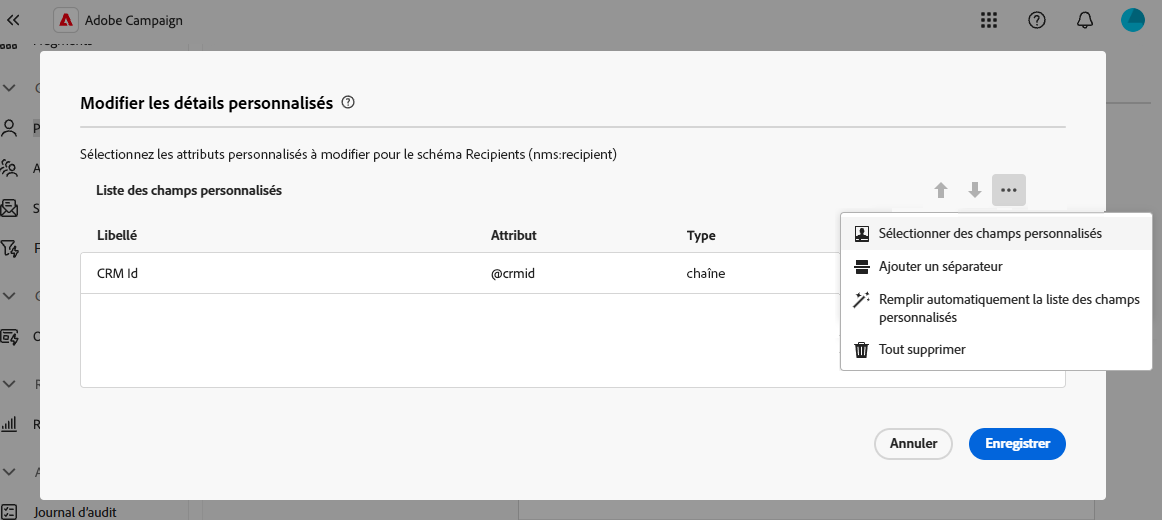 Adobe Campaign
Modifier les détails personnalisés
Sélectionnez les attributs personnalisés à modifier pour le schéma Recipients (nms:recipient)
Liste des champs personnalisés
Libellé Attribut Type
CRM Id @crmid chaîne
Sélectionner des champs personnalisés
Ajouter un séparateur
Remplir automatiquement la liste des champs
personnalisés
Tout supprimer
Annuler Enregistrer
Journal d'audit